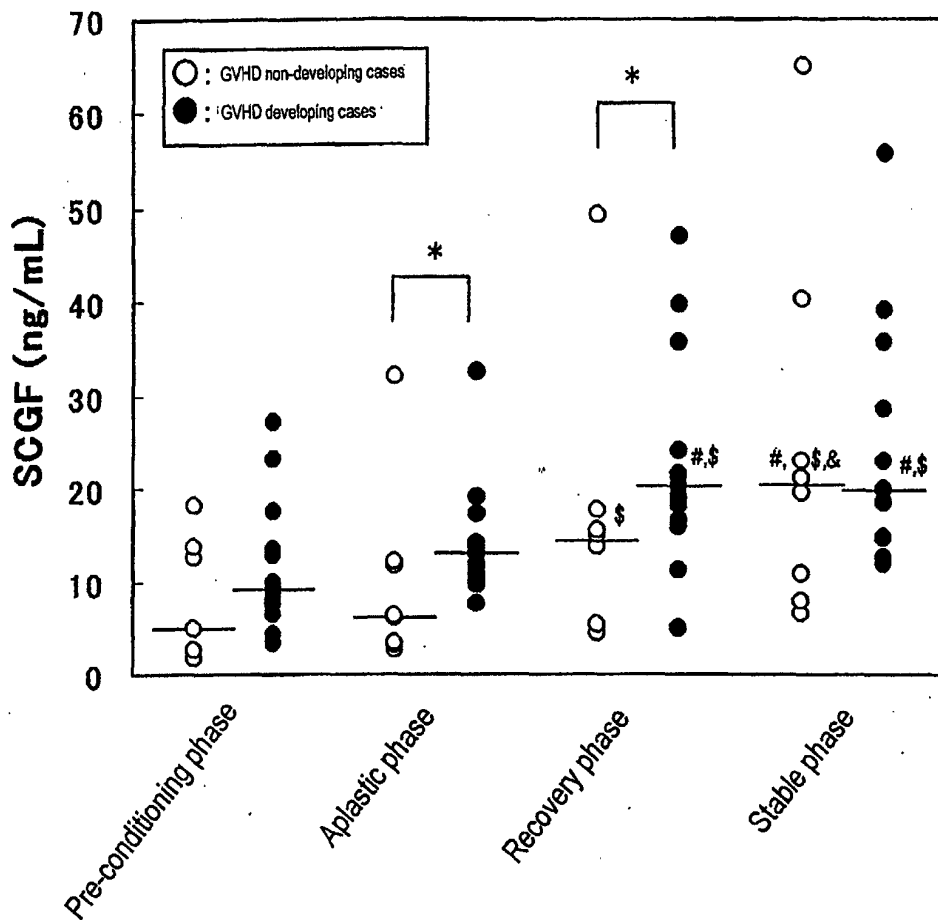 70
60
50
40
30
20
10
0
SCGF (ng/mL)
○ : GVHD non-developing cases
● : GVHD developing cases
*
*
$
#,$
#, $,&
#,$
Pre-conditioning phase
Aplastic phase
Recovery phase
Stable phase